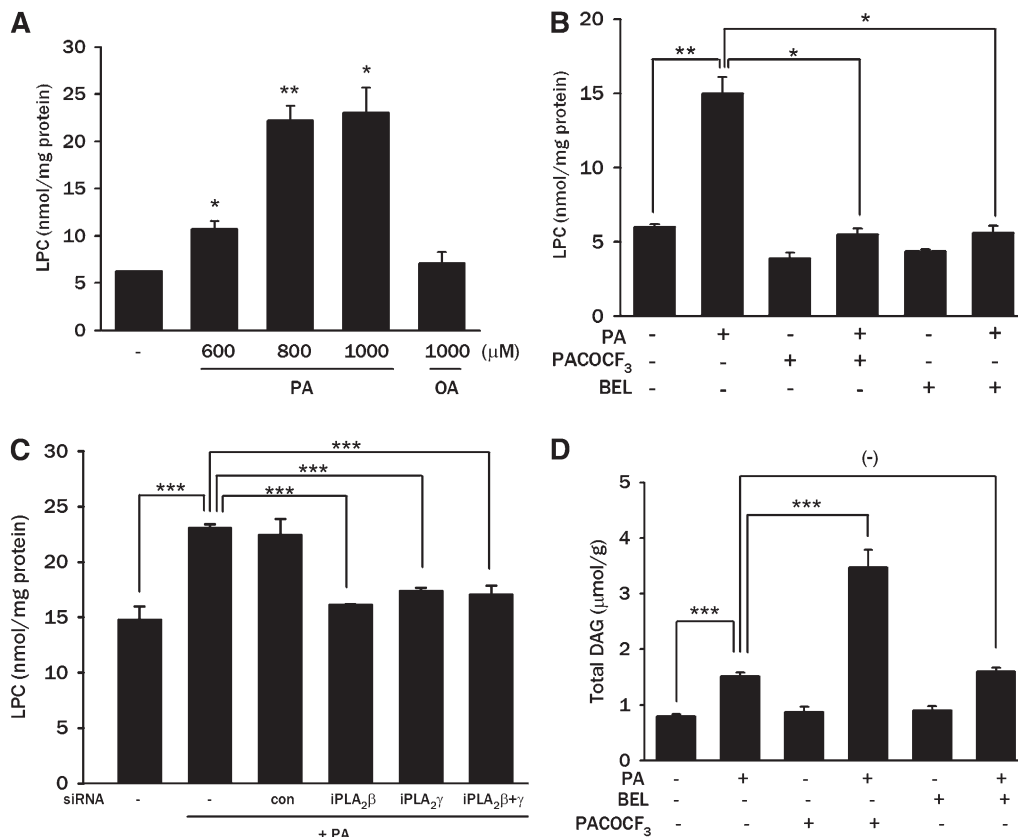 A
LPC (nmol/mg protein)
30
25
20
15
10
5
0
*
**
*
- 600 800 1000 1000 (μM)
PA OA
B
LPC (nmol/mg protein)
20
15
10
5
0
*
** *
PA - + - + - +
PACOCF3 - - + + - -
BEL - - - - + +
C
LPC (nmol/mg protein)
30
25
20
15
10
5
0
***
***
*** ***
siRNA - - con iPLA2β iPLA2γ iPLA2β+γ
+ PA
D
Total DAG (μmol/g)
5
4
3
2
1
0
(-)
***
***
PA - + - + - +
BEL - - - - + +
PACOCF3 - - + + - -